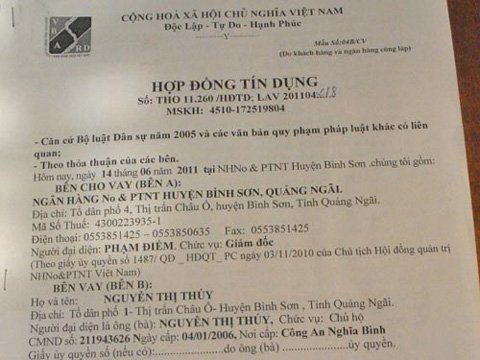 VBARD
CỘNG HOÀ XÃ HỘI CHỦ NGHĨA VIỆT NAM
Độc Lập - Tự Do - Hạnh Phúc
Mẫu Số:04B/CV
(Do khách hàng và ngân hàng cùng lập)
HỢP ĐỒNG TÍN DỤNG
Số: THO 11.260 /HĐTD; LAV 201104618
MSKH: 4510-172519804
- Căn cứ Bộ luật Dân sự năm 2005 và các văn bản quy phạm pháp luật khác có liên
quan;
- Theo thỏa thuận của các bên.
Hôm nay, ngày 14 tháng 06 năm 2011 tại NHNo & PTNT Huyện Bình Sơn .chúng tôi gồm:
BÊN CHO VAY (BÊN A):
NGÂN HÀNG No & PTNT HUYỆN BÌNH SƠN, QUẢNG NGÃI.
Địa chỉ: Tổ dân phố 4, Thị trấn Châu Ổ, huyện Bình Sơn, Tỉnh Quảng Ngãi.
Mã Số Thuế: 4300223935-1
Điện thoại: 0553851425 – 0553850635 Fax: 0553851425
Người đại diện: PHẠM ĐIỂM, Chức vụ: Giám đốc
(Theo giấy ủy quyền số 1487/ QĐ _ HĐQT_ PC ngày 03/11/2010 của Chủ tịch Hội đồng quản trị
NHNo&PTNT Việt Nam)
BÊN VAY (BÊN B):
Họ và tên: NGUYỄN THỊ THÚY
Địa chỉ: Tổ dân phố 1- Thị trấn Châu Ổ- Huyện Bình Sơn , Tỉnh Quảng Ngãi.
Người đại diện là ông (bà): NGUYỄN THỊ THÚY, Chức vụ: Chủ hộ
CMND số: 211943626 Ngày cấp: 04/01/2006, Nơi cấp: Công An Nghĩa Bình
Giấy ủy quyền số (nếu có):..................do ông (bà) ......................ủy quyền.